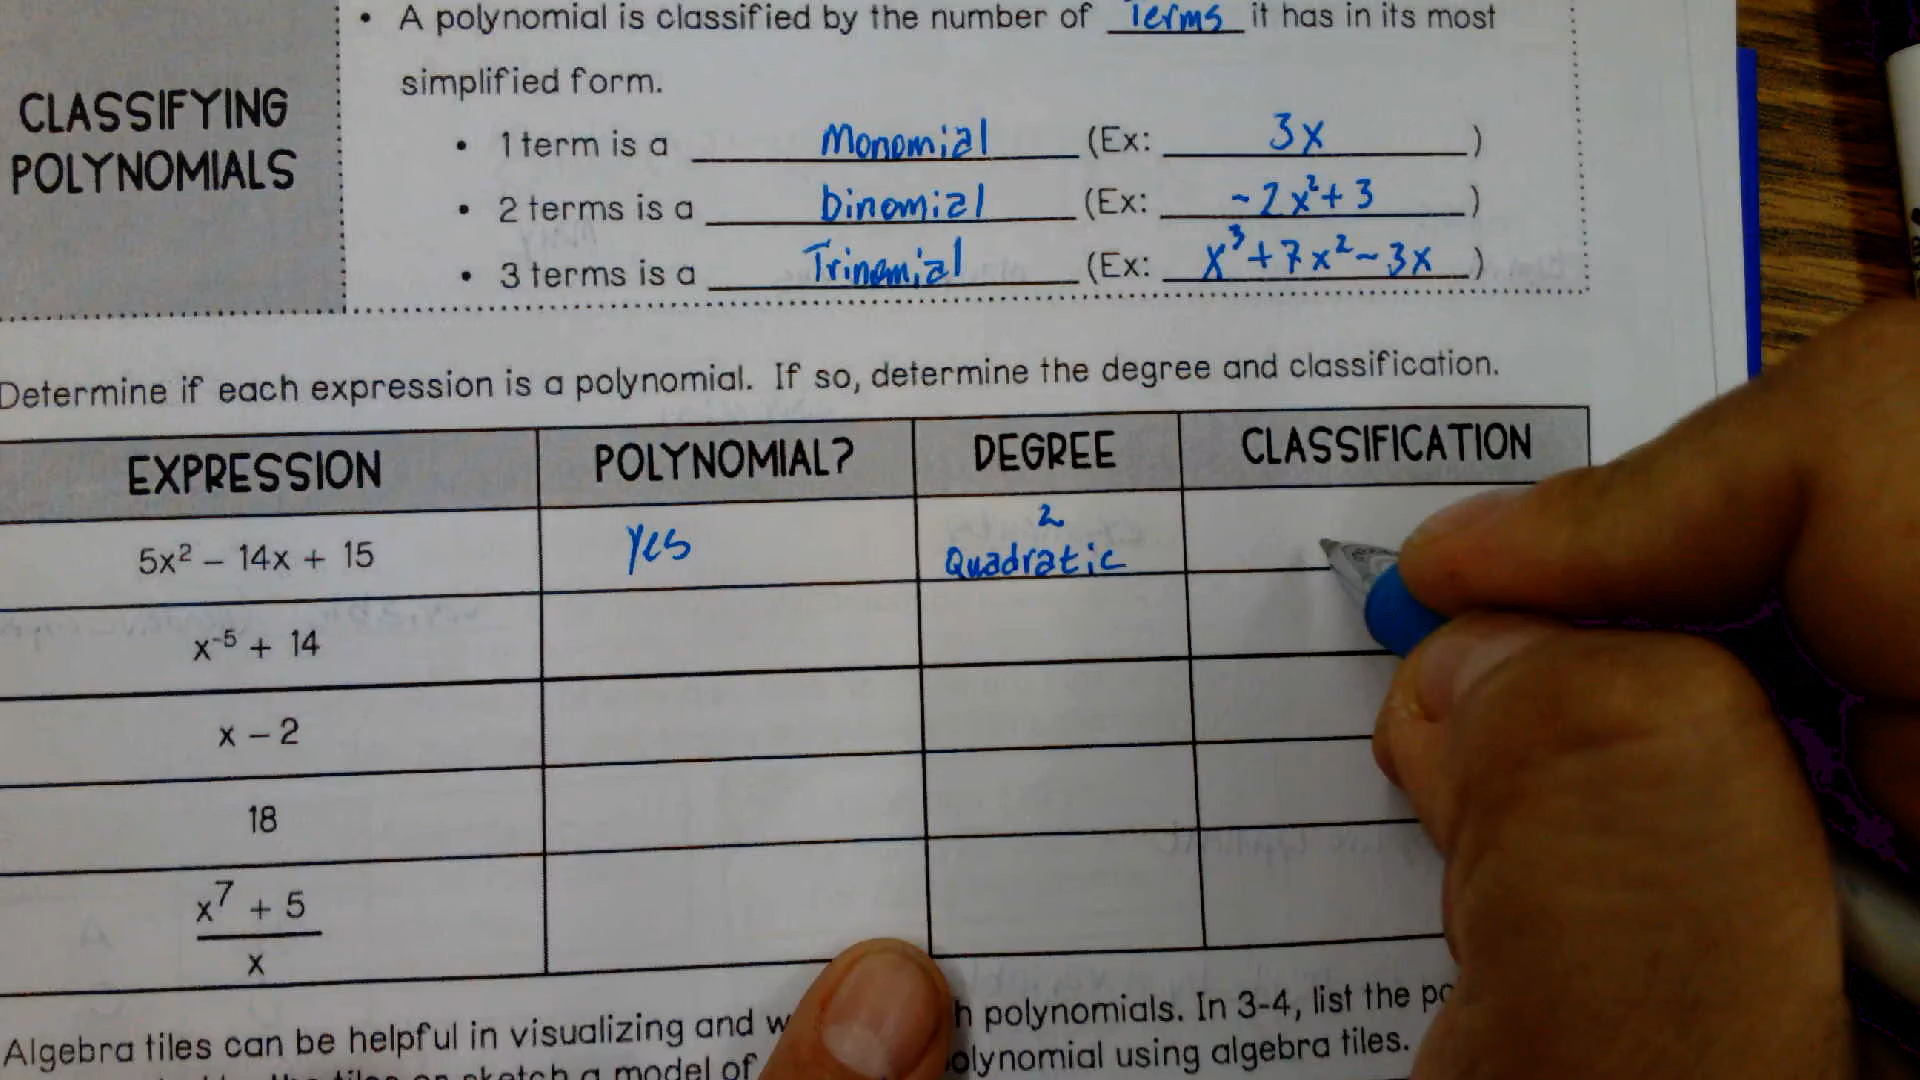 • A polynomial is classified by the number of Terms it has in its most
simplified form.
CLASSIFYING
POLYNOMIALS
• 1 term is a Monomial (Ex: 3x )
• 2 terms is a binomial (Ex: -2x²+3 )
• 3 terms is a Trinomial (Ex: x³+7x²-3x )
Determine if each expression is a polynomial. If so, determine the degree and classification.
EXPRESSION POLYNOMIAL? DEGREE CLASSIFICATION
5x² – 14x + 15 yes 2
Quadratic
x⁻⁵ + 14
x – 2
18
x⁷ + 5
x
Algebra tiles can be helpful in visualizing and polynomials. In 3-4, list the
model of polynomial using algebra tiles.